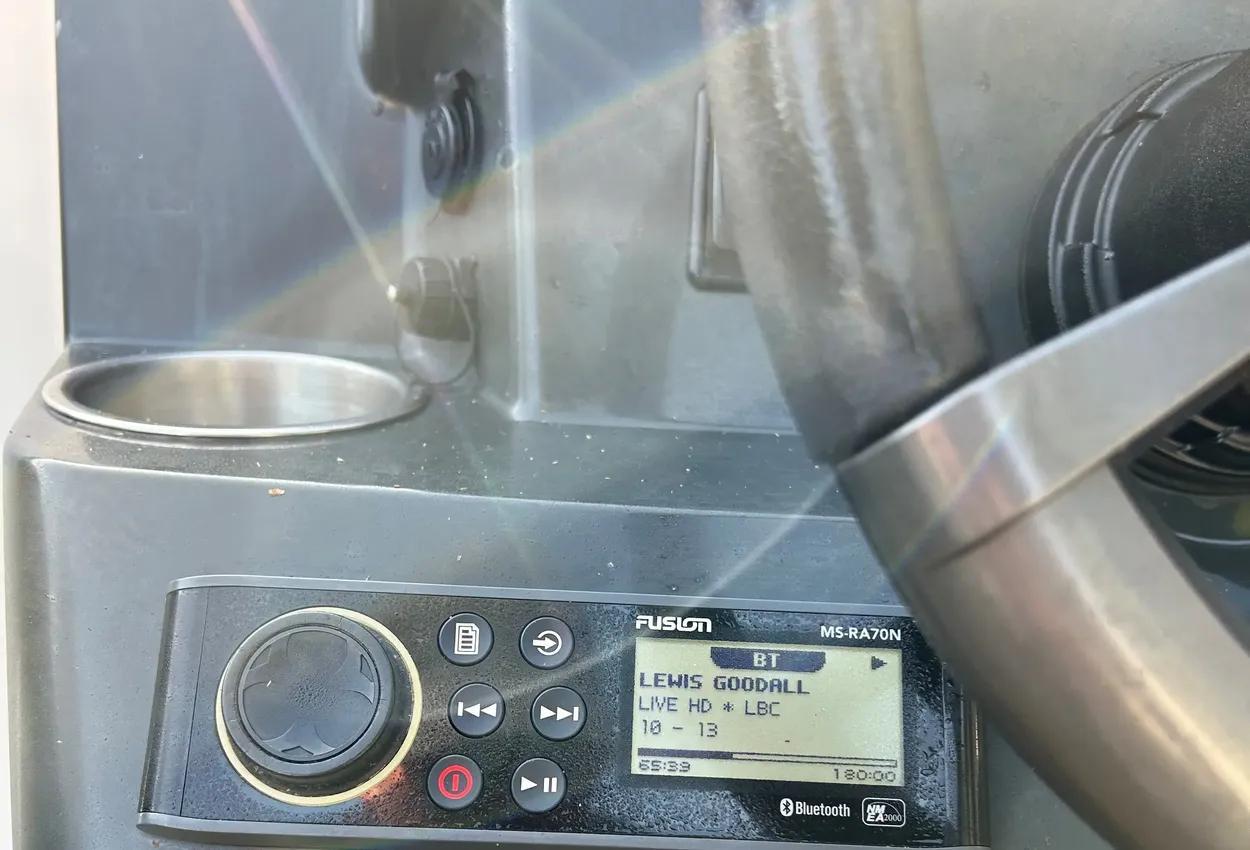 FUSION
MS-RA70N
BT
LEWIS GOODALL
LIVE HD * LBC
10 - 13
65:39
180:00
Bluetooth
NMEA 2000